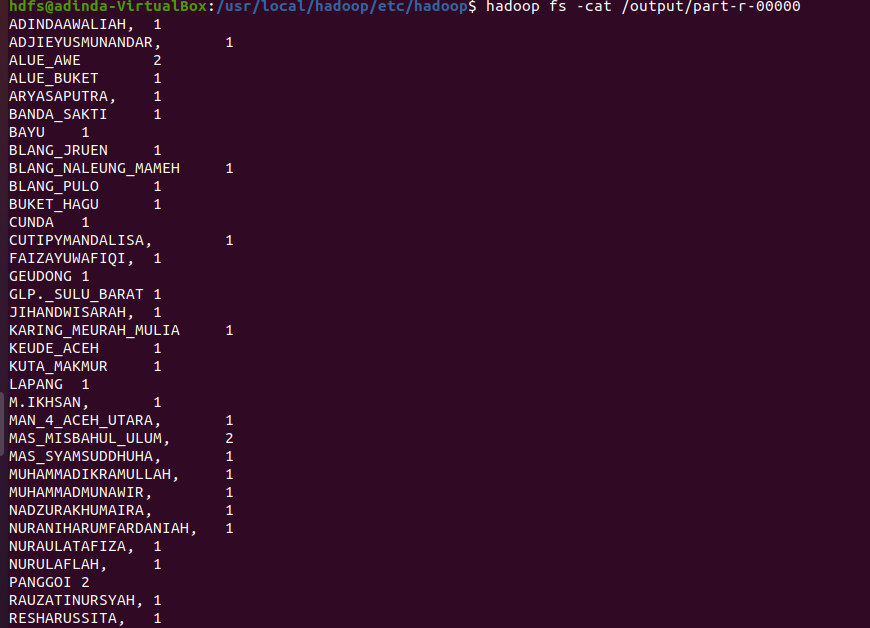 hdfs@adinda-VirtualBox:/usr/local/hadoop/etc/hadoop$ hadoop fs -cat /output/part-r-00000
ADINDAAWALIAH, 1
ADJIEYUSMUNANDAR, 1
ALUE_AWE 2
ALUE_BUKET 1
ARYASAPUTRA, 1
BANDA_SAKTI 1
BAYU 1
BLANG_JRUEN 1
BLANG_NALEUNG_MAMEH 1
BLANG_PULO 1
BUKET_HAGU 1
CUNDA 1
CUTIPYMANDALISA, 1
FAIZAYUWAFIQI, 1
GEUDONG 1
GLP._SULU_BARAT 1
JIHANDWISARAH, 1
KARING_MEURAH_MULIA 1
KEUDE_ACEH 1
KUTA_MAKMUR 1
LAPANG 1
M.IKHSAN, 1
MAN_4_ACEH_UTARA, 1
MAS_MISBAHUL_ULUM, 2
MAS_SYAMSUDDHUHA, 1
MUHAMMADIKRAMULLAH, 1
MUHAMMADMUNAWIR, 1
NADZURAKHUMAIRA, 1
NURANIHARUMFARDANIAH, 1
NURAULATAFIZA, 1
NURULAFLAH, 1
PANGGOI 2
RAUZATINURSYAH, 1
RESHARUSSITA, 1